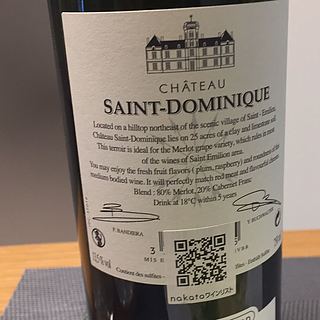 CHÂTEAU
SAINT-DOMINIQUE
Located on a hilltop northeast of the scenic village of Saint - Emilion,
Château Saint-Dominique lies on 25 acres of a clay and limestone soil.
This terroir is ideal for the Merlot grape variety, which rules in most
of the wines of Saint Emilion area.
You may enjoy the fresh fruit flavors ( plum, raspberry) and roundness of this
medium bodied wine. It will perfectly match red meat and flavourful cheeses.
Blend : 80% Merlot, 20% Cabernet Franc.
Drink at 18°C within 5 years
P. BANDIERA
3
MIS E
Contient des sulfites -
nakataワインリスト